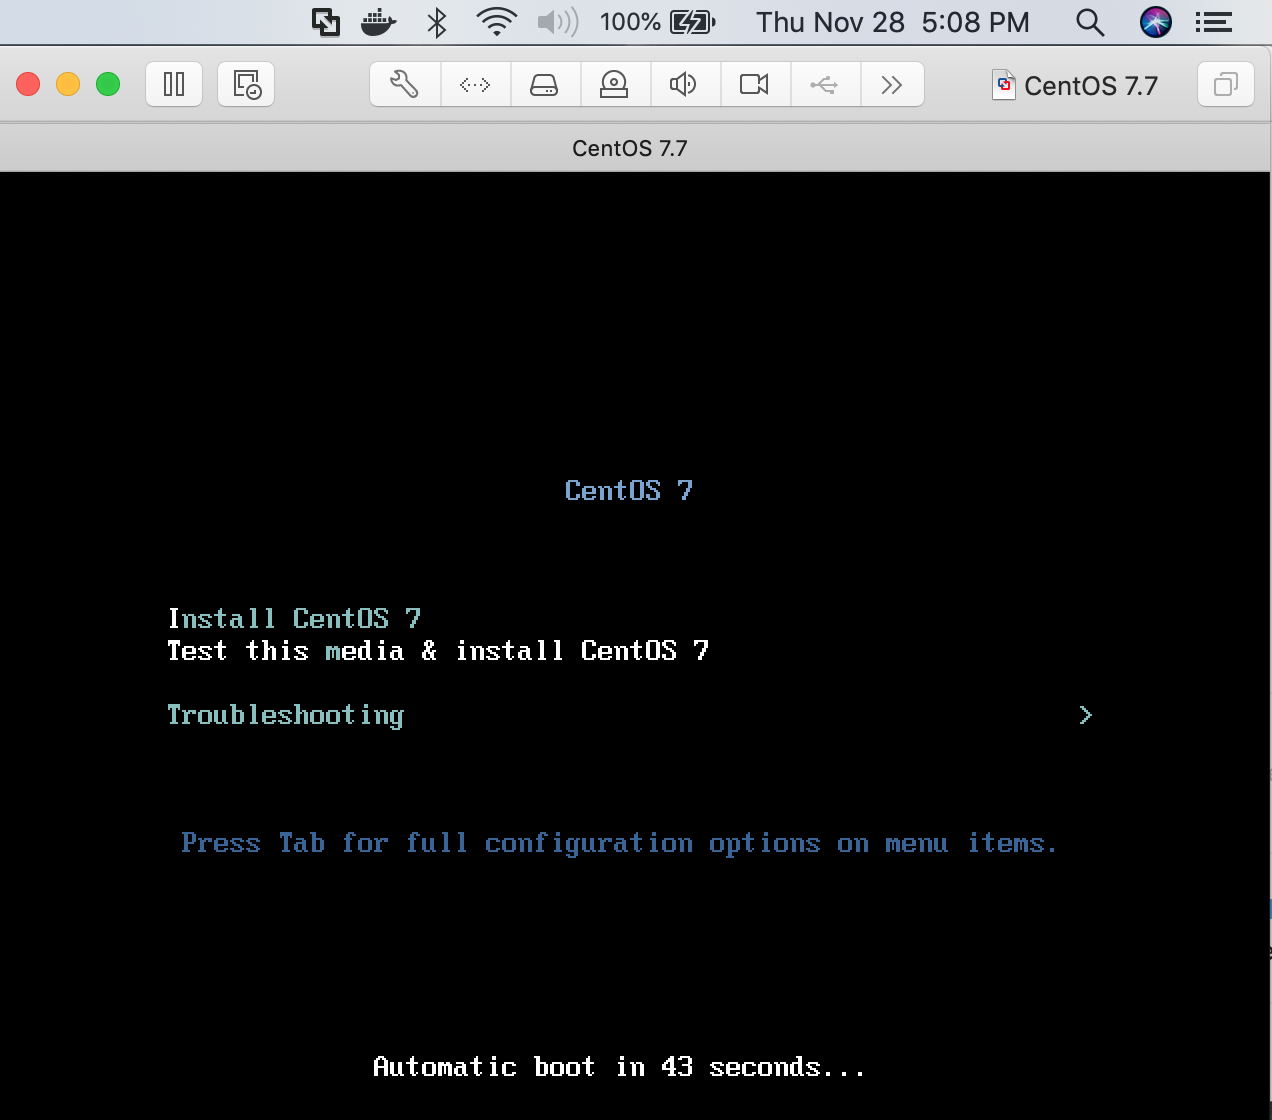 100% Thu Nov 28 5:08 PM
CentOS 7.7
CentOS 7.7
CentOS 7
Install CentOS 7
Test this media & install CentOS 7
Troubleshooting >
Press Tab for full configuration options on menu items.
Automatic boot in 43 seconds...